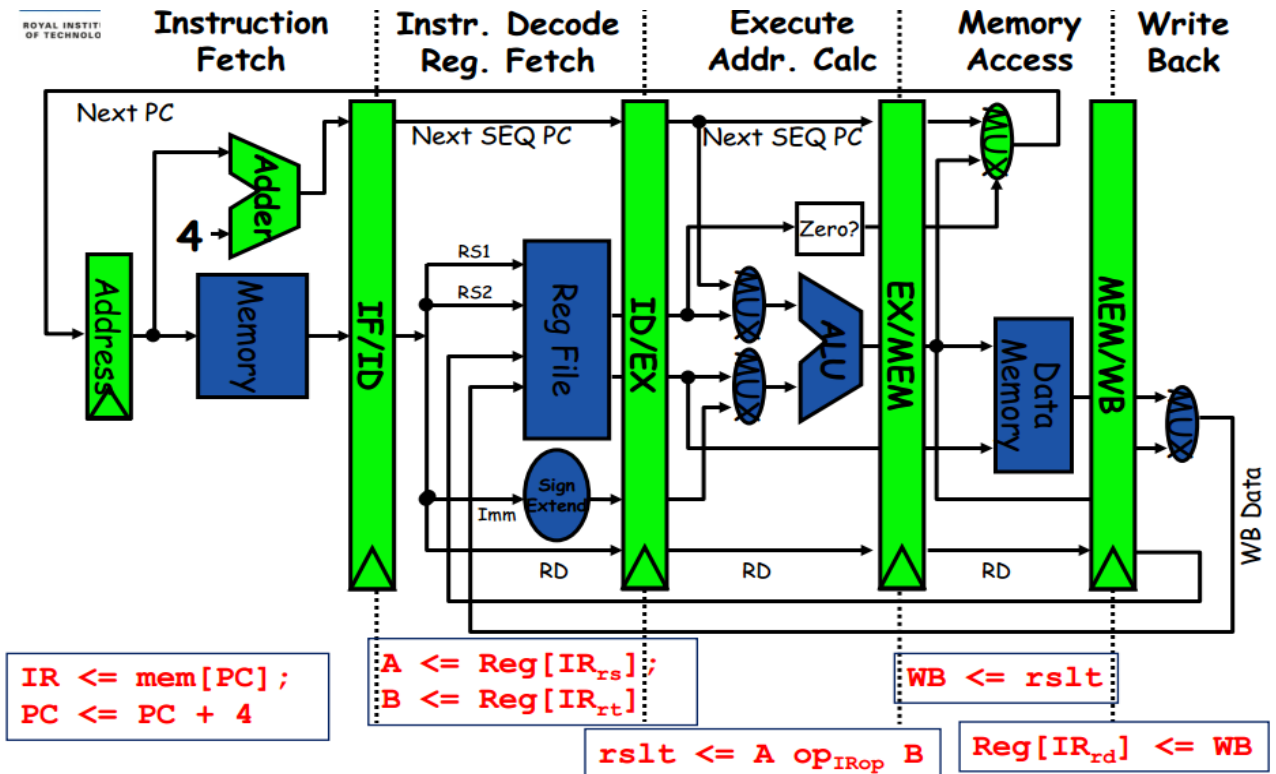 ROYAL INSTI
OF TECHNOLO
Instruction
Fetch
Instr. Decode
Reg. Fetch
Execute
Addr. Calc
Memory
Access
Write
Back
Next PC
Next SEQ PC
Next SEQ PC
MUX
Adder
4
Zero?
RS1
RS2
Address
Memory
IF/ID
Reg File
ID/EX
MUX
MUX
ALU
EX/MEM
Data
Memory
MEM/WB
MUX
Sign
Extend
Imm
WB Data
RD
RD
RD
IR <= mem[PC];
PC <= PC + 4
A <= Reg[IRrs];
B <= Reg[IRrt]
rslt <= A opIRop B
WB <= rslt
Reg[IRrd] <= WB